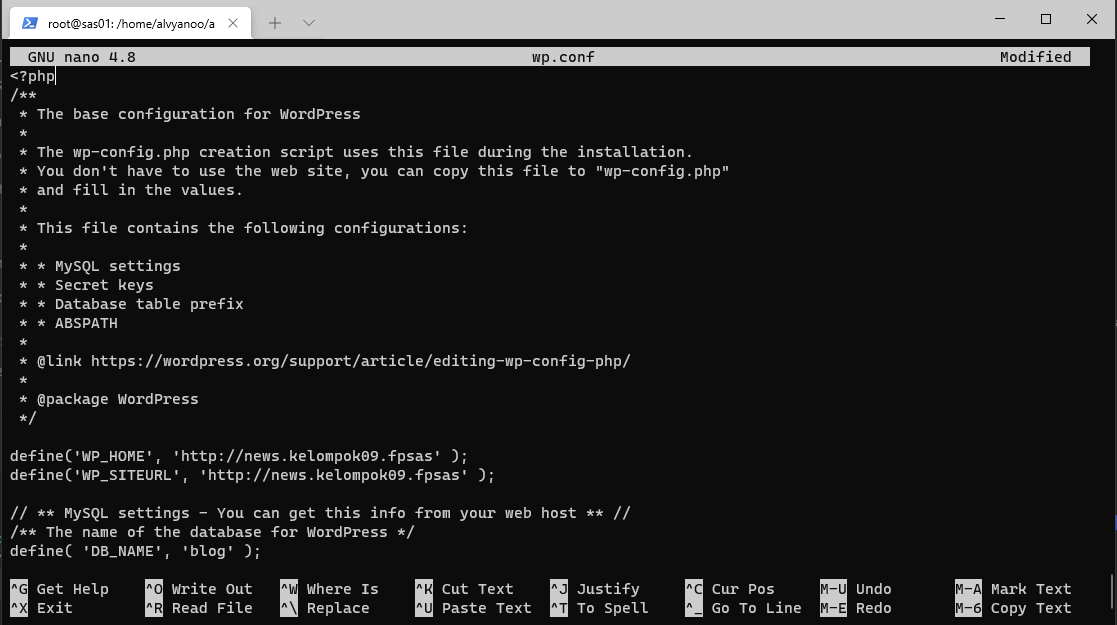 root@sas01: /home/alvyanoo/a
GNU nano 4.8 wp.conf Modified
<?php
/**
 * The base configuration for WordPress
 *
 * The wp-config.php creation script uses this file during the installation.
 * You don't have to use the web site, you can copy this file to "wp-config.php"
 * and fill in the values.
 *
 * This file contains the following configurations:
 *
 * * MySQL settings
 * * Secret keys
 * * Database table prefix
 * * ABSPATH
 *
 * @link https://wordpress.org/support/article/editing-wp-config-php/
 *
 * @package WordPress
 */

define('WP_HOME', 'http://news.kelompok09.fpsas' );
define('WP_SITEURL', 'http://news.kelompok09.fpsas' );

// ** MySQL settings - You can get this info from your web host ** //
/** The name of the database for WordPress */
define( 'DB_NAME', 'blog' );

^G Get Help ^O Write Out ^W Where Is ^K Cut Text ^J Justify ^C Cur Pos M-U Undo M-A Mark Text
^X Exit ^R Read File ^\ Replace ^U Paste Text ^T To Spell ^_ Go To Line M-E Redo M-6 Copy Text